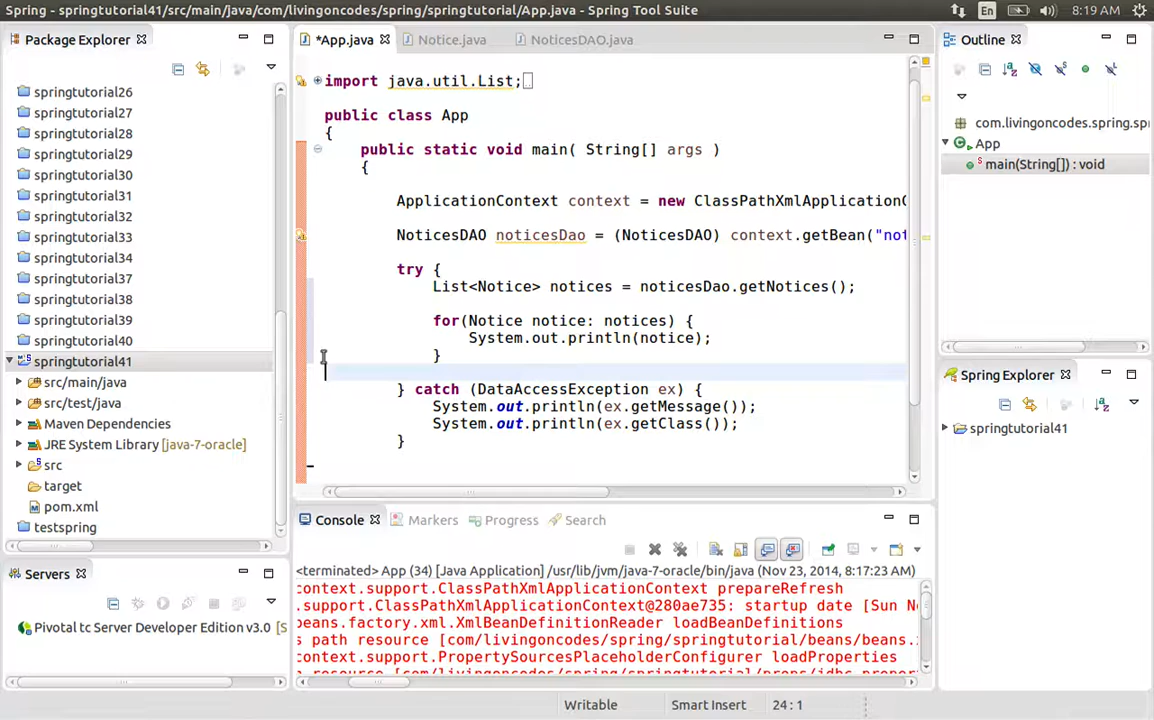 Spring - springtutorial41/src/main/java/com/livingoncodes/spring/springtutorial/App.java - Spring Tool Suite
En
8:19 AM
Package Explorer
springtutorial26
springtutorial27
springtutorial28
springtutorial29
springtutorial30
springtutorial31
springtutorial32
springtutorial33
springtutorial34
springtutorial37
springtutorial38
springtutorial39
springtutorial40
springtutorial41
src/main/java
src/test/java
Maven Dependencies
JRE System Library [java-7-oracle]
src
target
pom.xml
testspring
Servers
Pivotal tc Server Developer Edition v3.0 [S
*App.java
Notice.java
NoticesDAO.java
import java.util.List;
public class App
{
public static void main( String[] args )
{
ApplicationContext context = new ClassPathXmlApplicationC
NoticesDAO noticesDao = (NoticesDAO) context.getBean("not
try {
List<Notice> notices = noticesDao.getNotices();
for(Notice notice: notices) {
System.out.println(notice);
}
} catch (DataAccessException ex) {
System.out.println(ex.getMessage());
System.out.println(ex.getClass());
}
Console
Markers
Progress
Search
<terminated> App (34) [Java Application] /usr/lib/jvm/java-7-oracle/bin/java (Nov 23, 2014, 8:17:23 AM)
context.support.ClassPathXmlApplicationContext prepareRefresh
.support.ClassPathXmlApplicationContext@280ae735: startup date [Sun No
beans.factory.xml.XmlBeanDefinitionReader loadBeanDefinitions
s path resource [com/livingoncodes/spring/springtutorial/beans/beans.
context.support.PropertySourcesPlaceholderConfigurer loadProperties
Outline
com.livingoncodes.spring.spri
App
main(String[]) : void
Spring Explorer
springtutorial41
Writable
Smart Insert
24 : 1